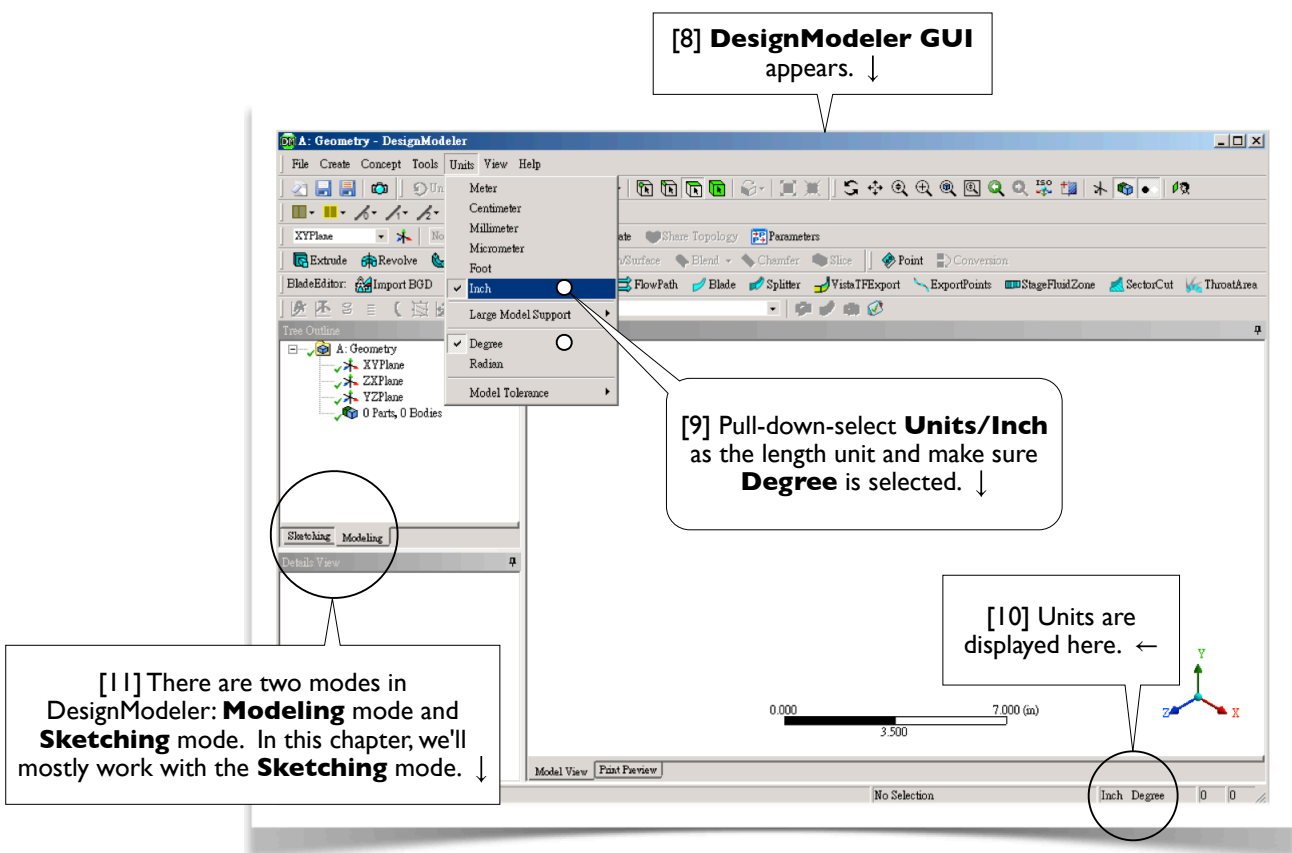 [8] DesignModeler GUI
appears. ↓
A: Geometry - DesignModeler
File Create Concept Tools Units View Help
Un
Meter
Centimeter
Millimeter
Micrometer
Foot
Inch
Large Model Support
Degree
Radian
Model Tolerance
ISO
XYPlane No ate Share Topology Parameters
Extrude Revolve /Surface Blend Chamfer Slice Point Conversion
BladeEditor: Import BGD FlowPath Blade Splitter VistaTFExport ExportPoints StageFluidZone SectorCut ThroatArea
Tree Outline
A: Geometry
XYPlane
ZXPlane
YZPlane
0 Parts, 0 Bodies
[9] Pull-down-select Units/Inch
as the length unit and make sure
Degree is selected. ↓
Sketching Modeling
Details View
[10] Units are
displayed here. ←
[11] There are two modes in
DesignModeler: Modeling mode and
Sketching mode. In this chapter, we'll
mostly work with the Sketching mode. ↓
0.000 7.000 (in)
3.500
Y
Z X
Model View Print Preview
No Selection Inch Degree 0 0